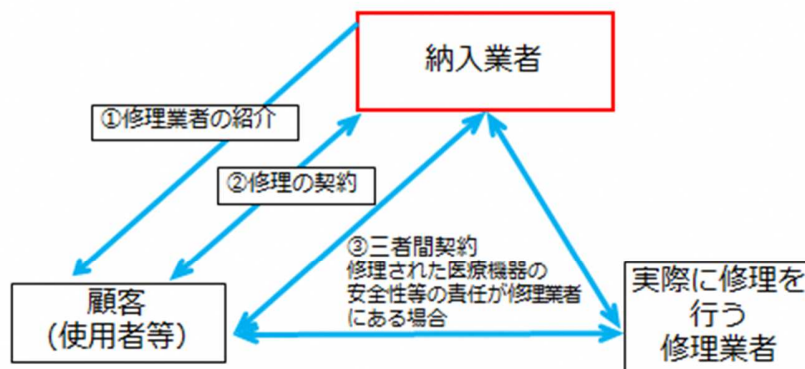 納入業者
①修理業者の紹介
②修理の契約
③三者間契約
修理された医療機器の
安全性等の責任が修理業者
にある場合
顧客
(使用者等)
実際に修理を
行う
修理業者